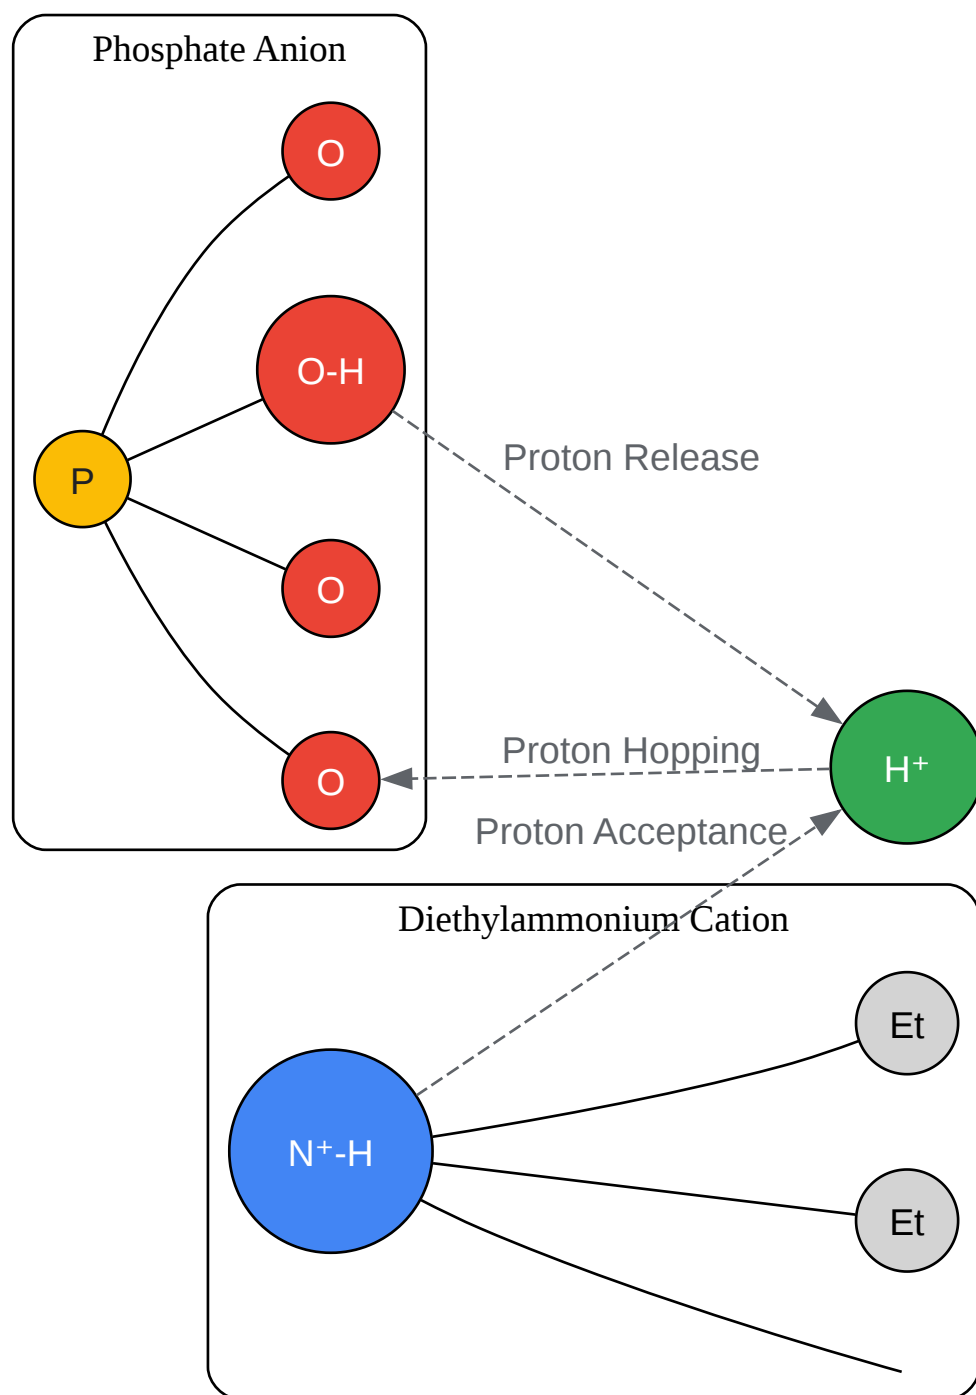 Phosphate Anion
O
O-H
P
O
O
Proton Release
Proton Hopping
H⁺
Proton Acceptance
Diethylammonium Cation
Et
N⁺-H
Et